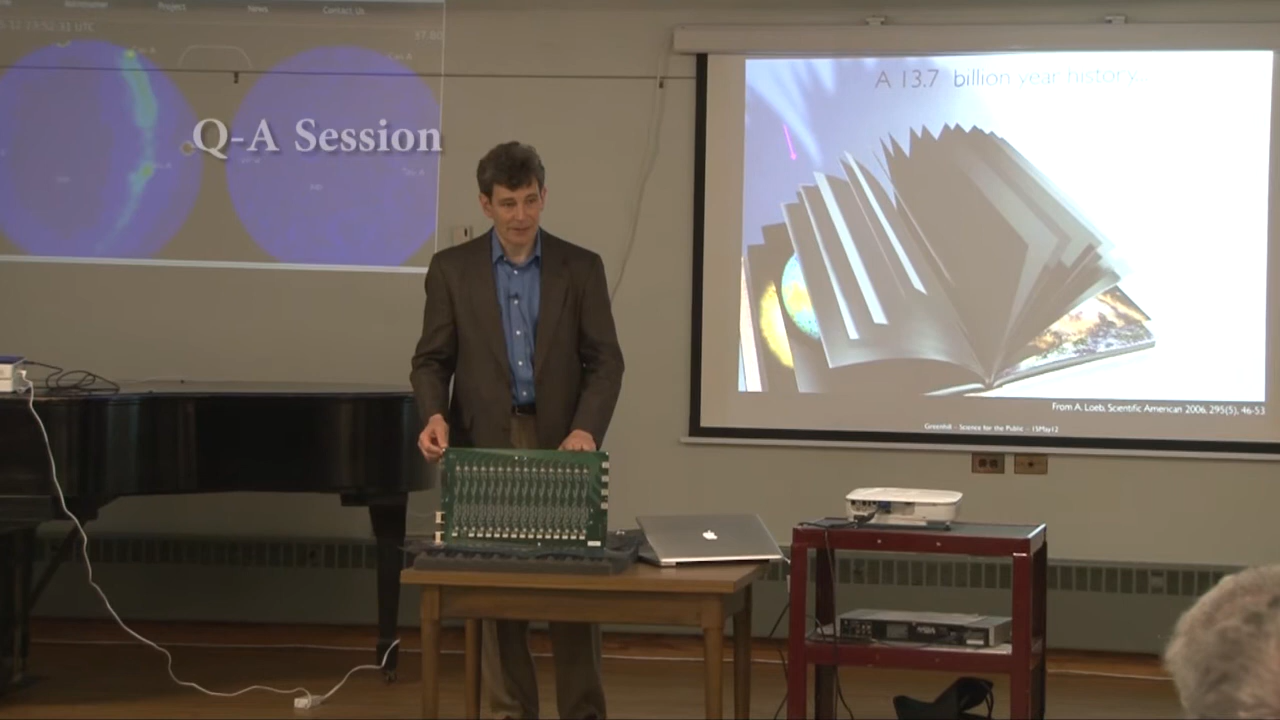 Project
News
Contact Us
Cas A
Q-A Session
A 13.7 billion year history...
From A. Loeb, Scientific American 2006, 295(5), 46-53
Greenhill - Science for the Public - 15May12